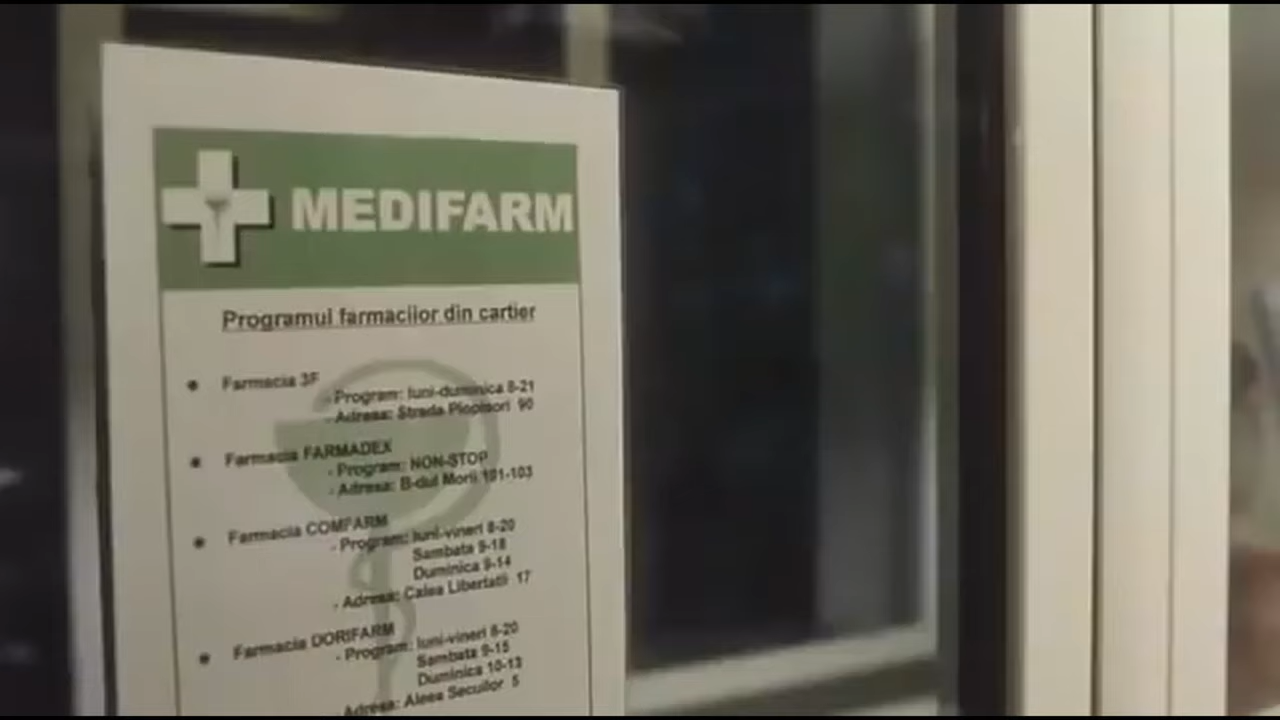 MEDIFARM
Programul farmaciilor din cartier
Farmacia 3F
- Program: luni-duminica 8-21
- Adresa: Strada Plopisori 90
Farmacia FARMADEX
- Program: NON-STOP
- Adresa: B-dul Morii 101-103
Farmacia COMFARM
- Program: luni-vineri 8-20
Sambata 9-18
Duminica 9-14
- Adresa: Calea Libertatii 17
Farmacia DORIFARM
- Program: luni-vineri 8-20
Sambata 9-15
Duminica 10-13
- Adresa: Aleea Secuilor 5